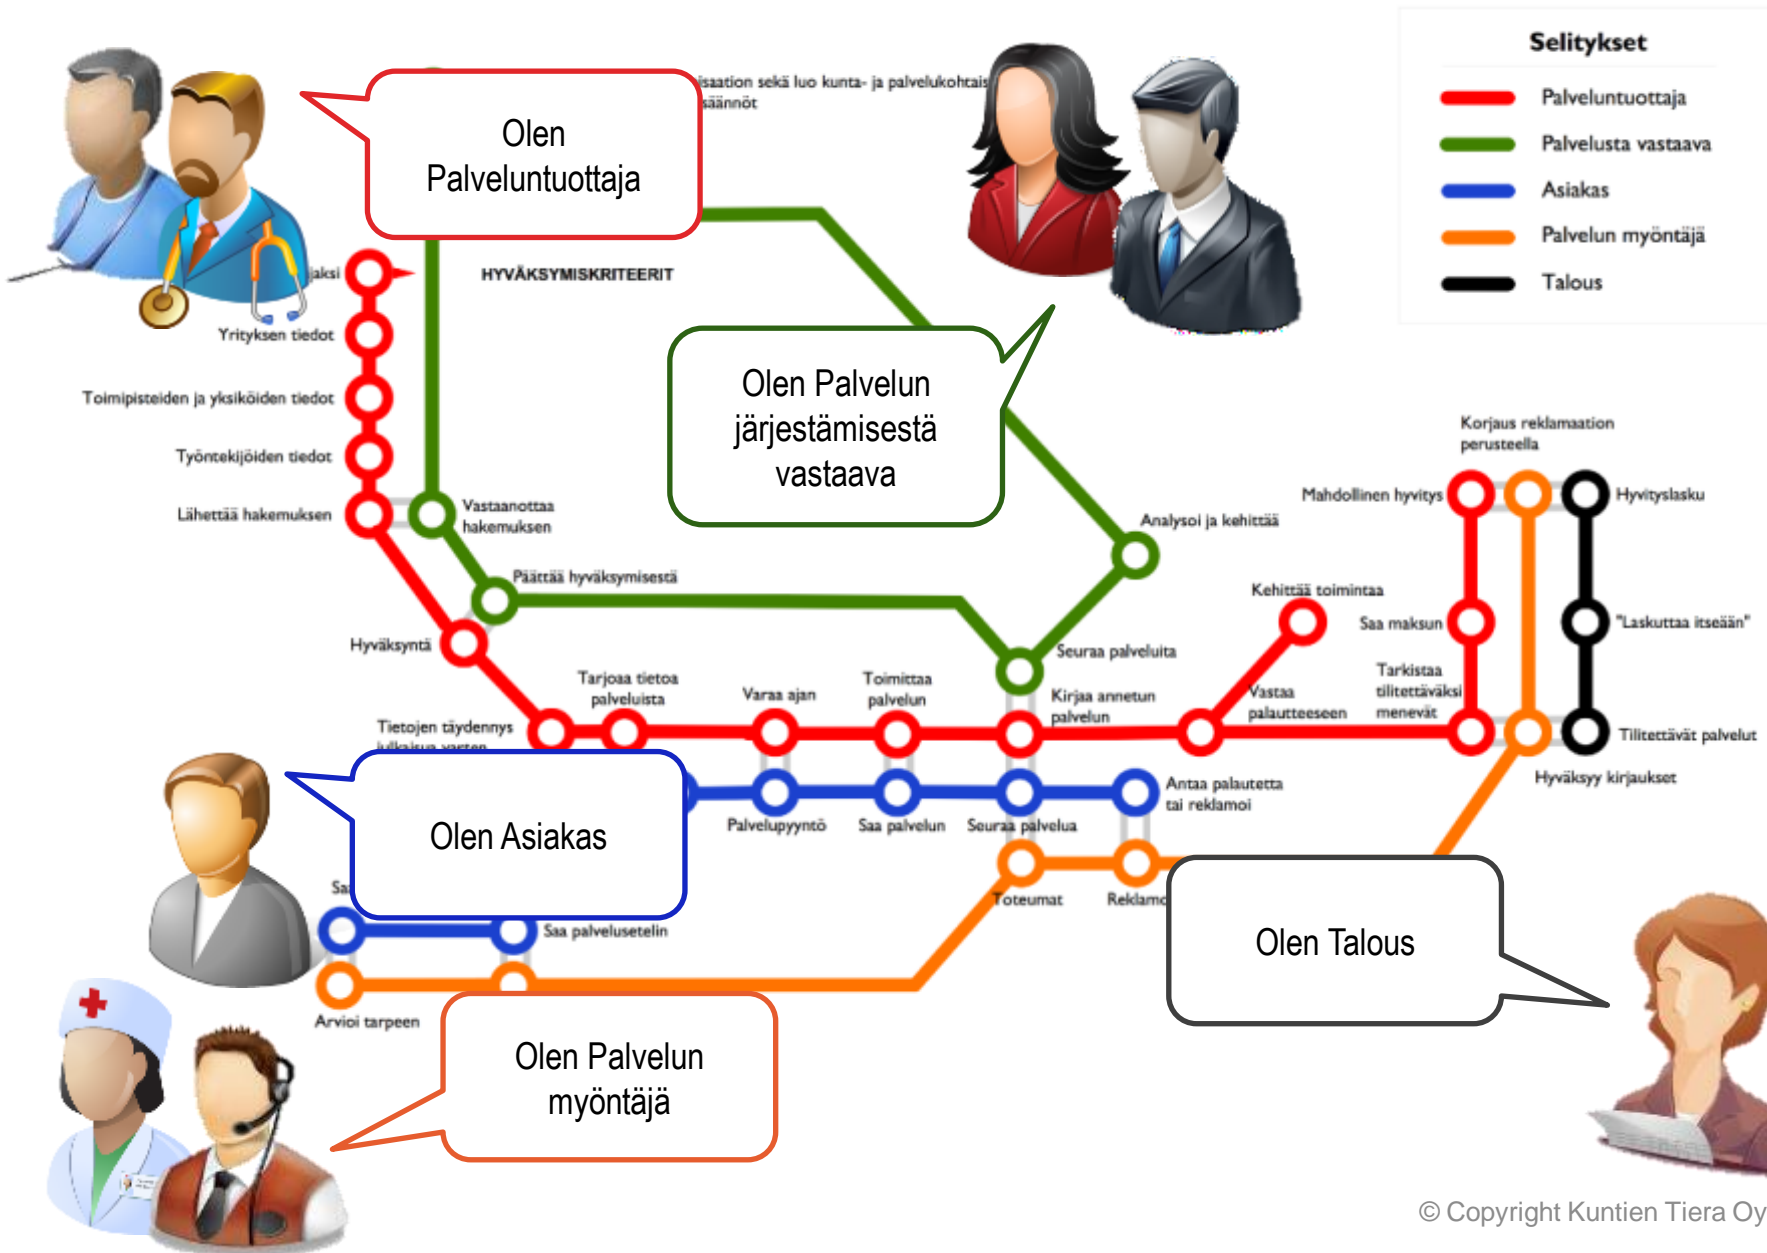 Selitykset
Palveluntuottaja
Palvelusta vastaava
Asiakas
Palvelun myöntäjä
Talous
sekä luo kunta- ja
Olen
Palveluntuottaja
HYVÄKSYMISKRITEERIT
Yrityksen tiedot
Toimipisteiden ja yksiköiden tiedot
Työntekijöiden tiedot
Lähettää hakemuksen
Vastaanottaa
hakemuksen
Päättää hyväksymisestä
Hyväksyntä
Olen Palvelun
järjestämisestä
vastaava
Analysoi ja kehittää
Korjaus reklamaation
perusteella
Mahdollinen hyvitys
Hyvityslasku
Kehittää toimintaa
Saa maksun
"Laskuttaa itseään"
Seuraa palveluita
Tarjoaa tietoa
palveluista
Varaa ajan
Toimittaa
palvelun
Kirjaa annetun
palvelun
Vastaa
palautteeseen
Tarkistaa
tilitettäväksi
menevät
Tietojen täydennys
Tilitettävät palvelut
Hyväksyy kirjaukset
Antaa palautetta
tai reklamoi
Palvelupyyntö
Saa palvelun
Seuraa palvelua
Olen Asiakas
Toteumat
Saa palvelusetelin
Arvioi tarpeen
Olen Talous
Olen Palvelun
myöntäjä
© Copyright Kuntien Tiera Oy